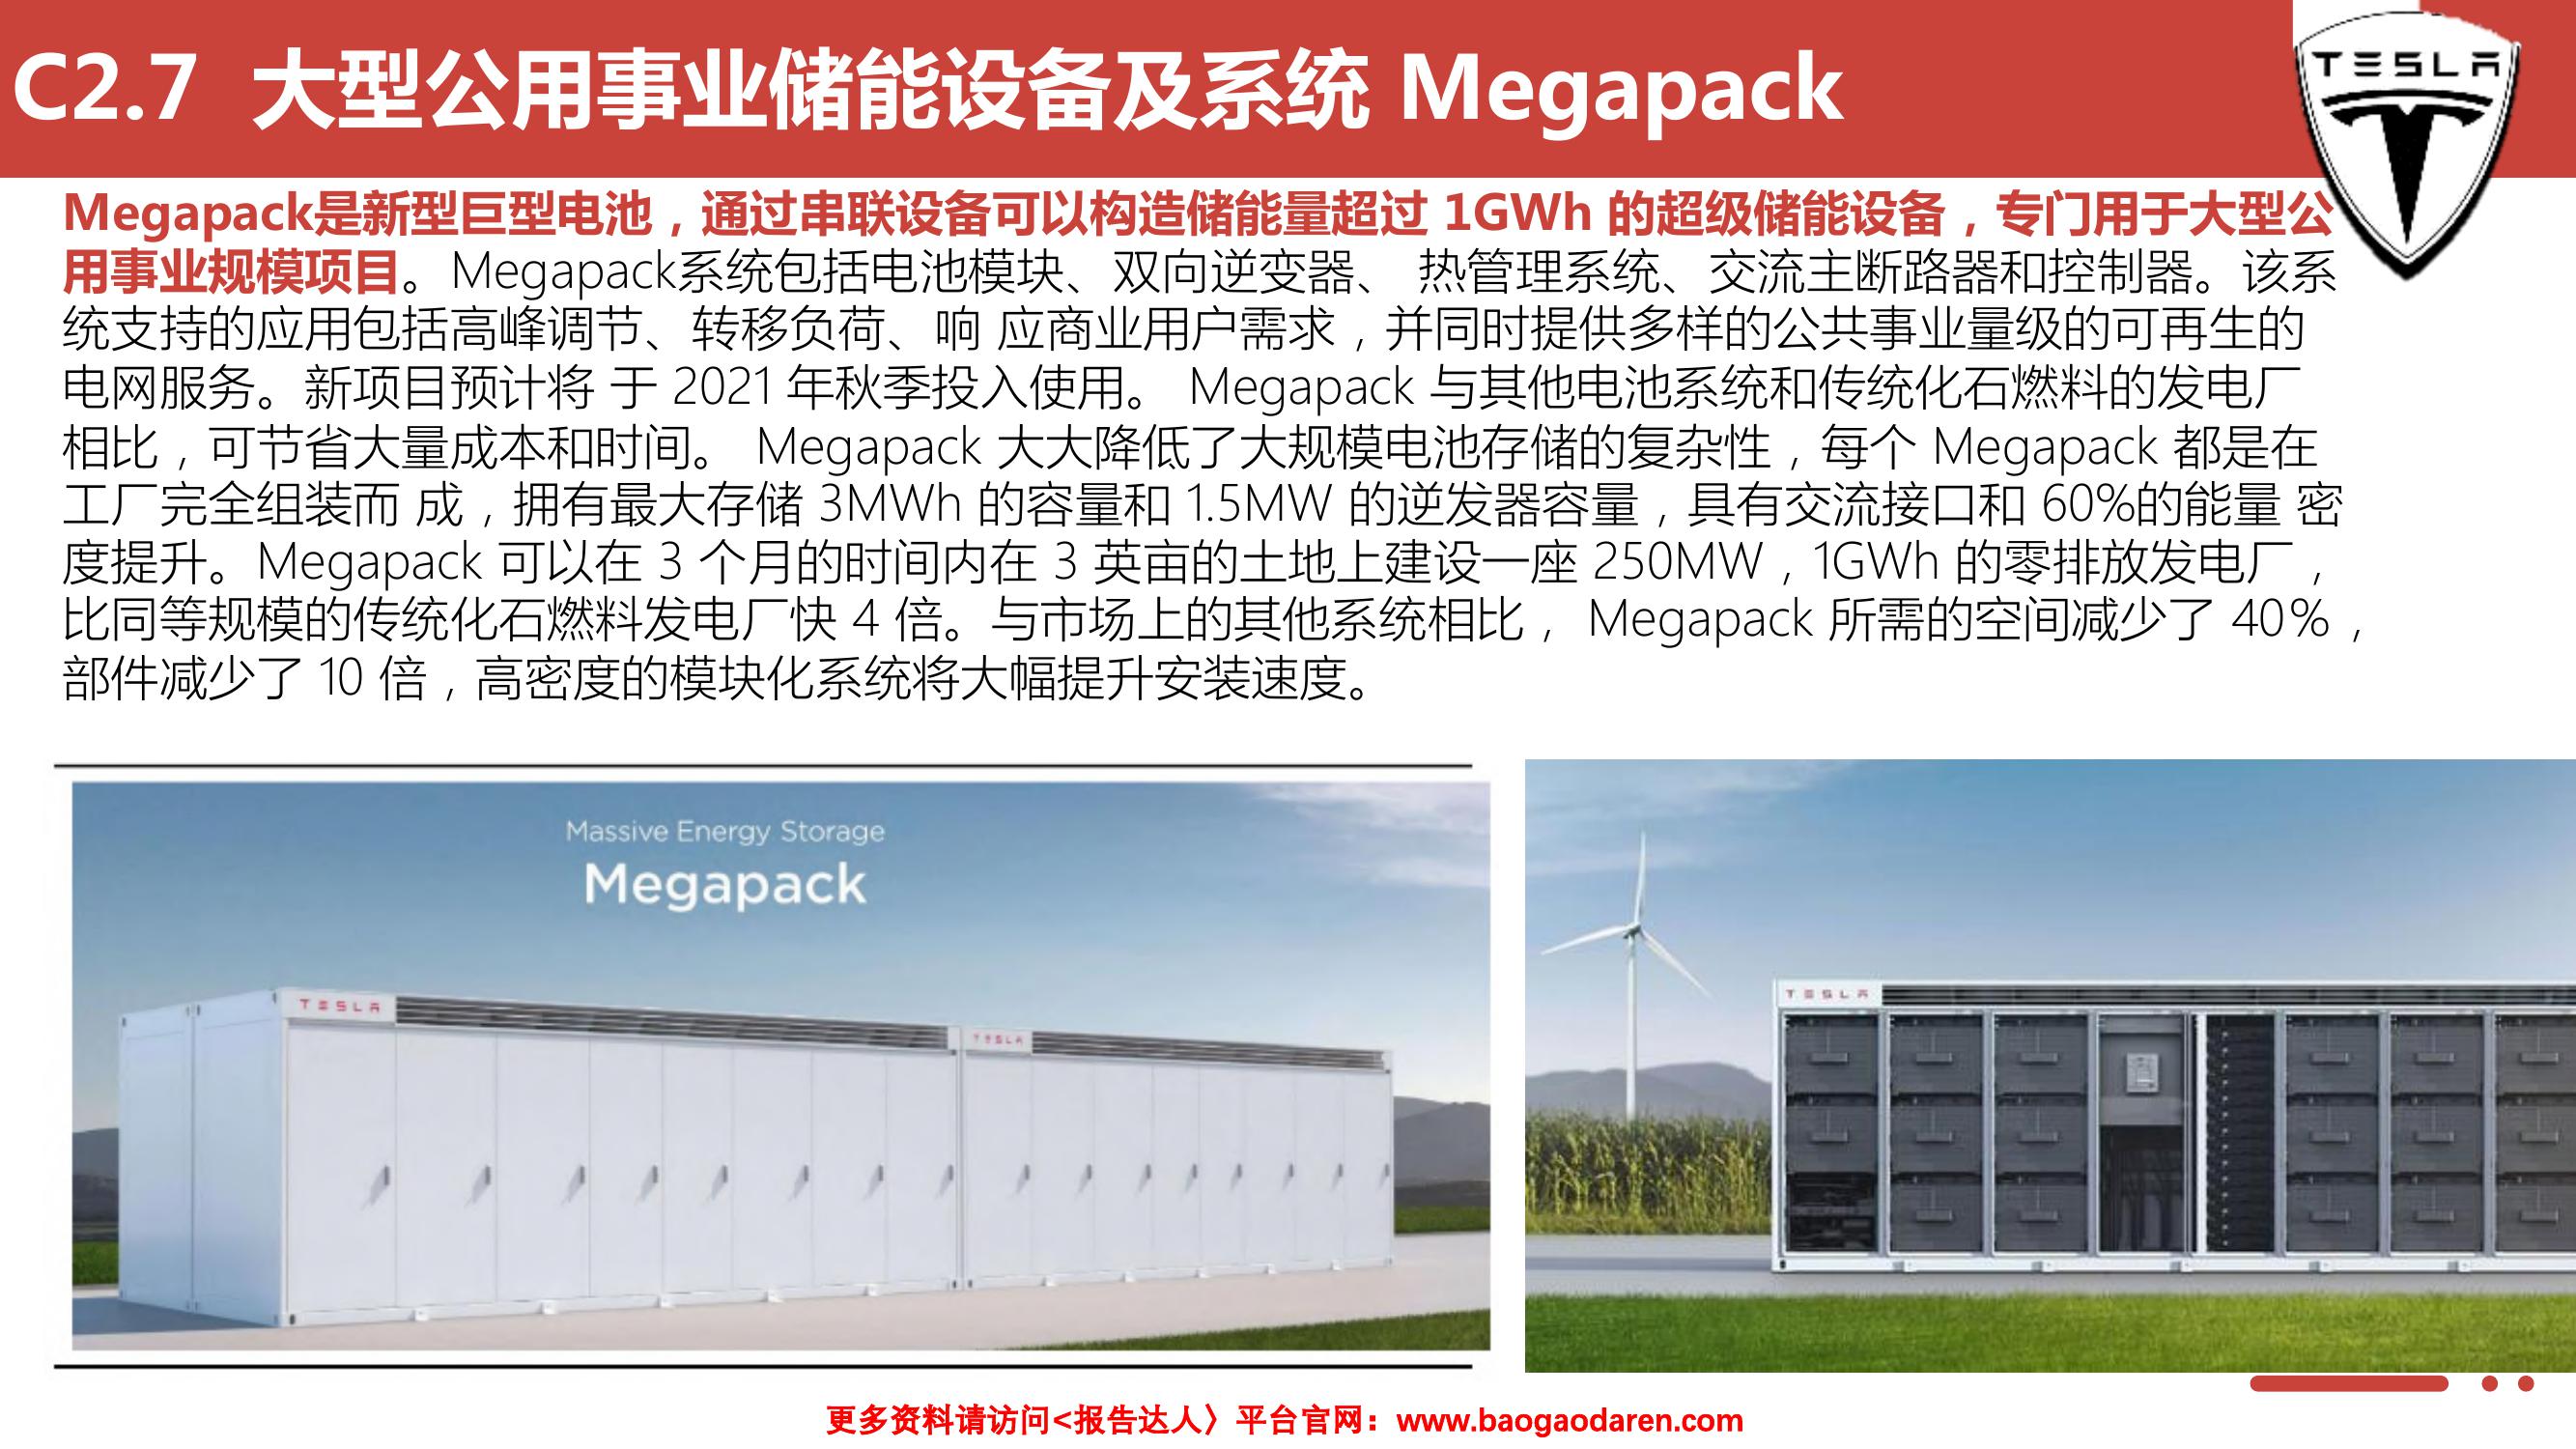 C2.7 大型公用事业储能设备及系统 Megapack
TESLA
Megapack是新型巨型电池，通过串联设备可以构造储能量超过 1GWh 的超级储能设备，专门用于大型公
用事业规模项目。Megapack系统包括电池模块、双向逆变器、 热管理系统、交流主断路器和控制器。该系
统支持的应用包括高峰调节、转移负荷、响 应商业用户需求，并同时提供多样的公共事业量级的可再生的
电网服务。新项目预计将 于 2021 年秋季投入使用。 Megapack 与其他电池系统和传统化石燃料的发电厂
相比，可节省大量成本和时间。 Megapack 大大降低了大规模电池存储的复杂性，每个 Megapack 都是在
工厂完全组装而 成，拥有最大存储 3MWh 的容量和 1.5MW 的逆发器容量，具有交流接口和 60%的能量 密
度提升。Megapack 可以在 3 个月的时间内在 3 英亩的土地上建设一座 250MW，1GWh 的零排放发电厂，
比同等规模的传统化石燃料发电厂快 4 倍。与市场上的其他系统相比， Megapack 所需的空间减少了 40%，
部件减少了 10 倍，高密度的模块化系统将大幅提升安装速度。
Massive Energy Storage
Megapack
TESLA
TESLA
TESLA
更多资料请访问<报告达人〉平台官网：www.baogaodaren.com